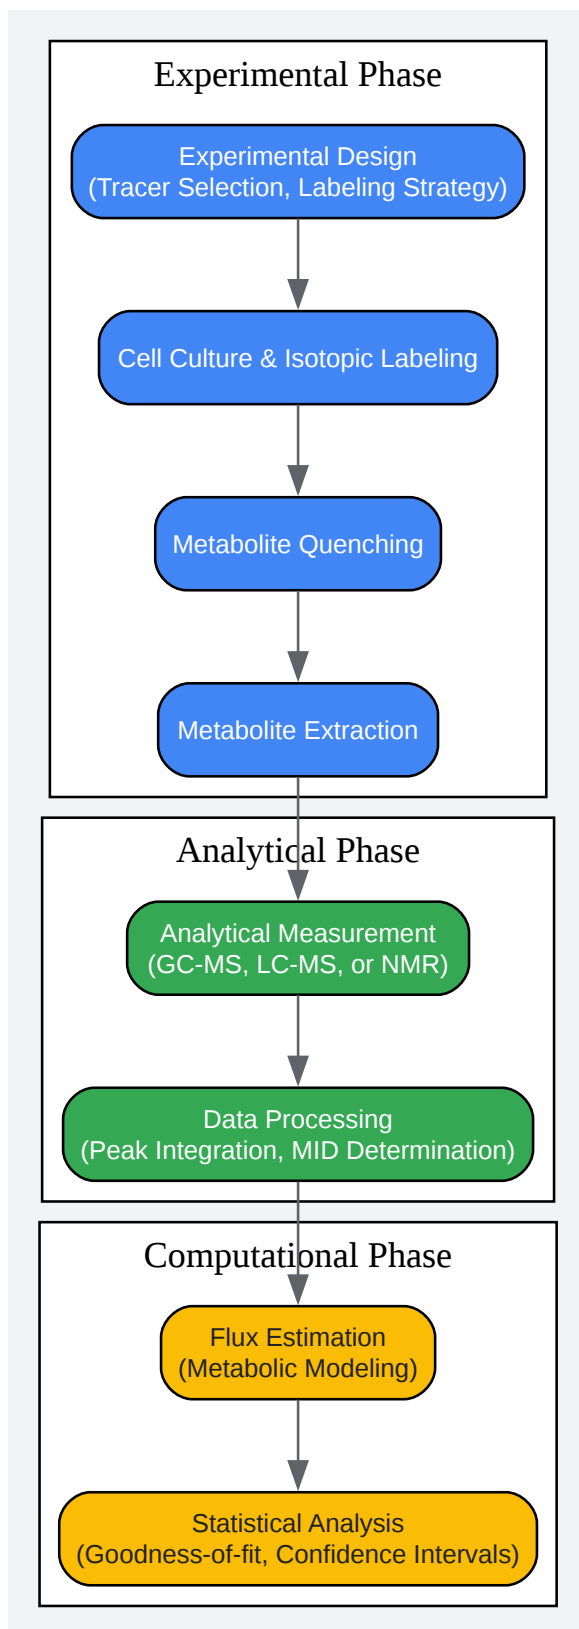 Experimental Phase
Experimental Design
(Tracer Selection, Labeling Strategy)
Cell Culture & Isotopic Labeling
Metabolite Quenching
Metabolite Extraction
Analytical Phase
Analytical Measurement
(GC-MS, LC-MS, or NMR)
Data Processing
(Peak Integration, MID Determination)
Computational Phase
Flux Estimation
(Metabolic Modeling)
Statistical Analysis
(Goodness-of-fit, Confidence Intervals)